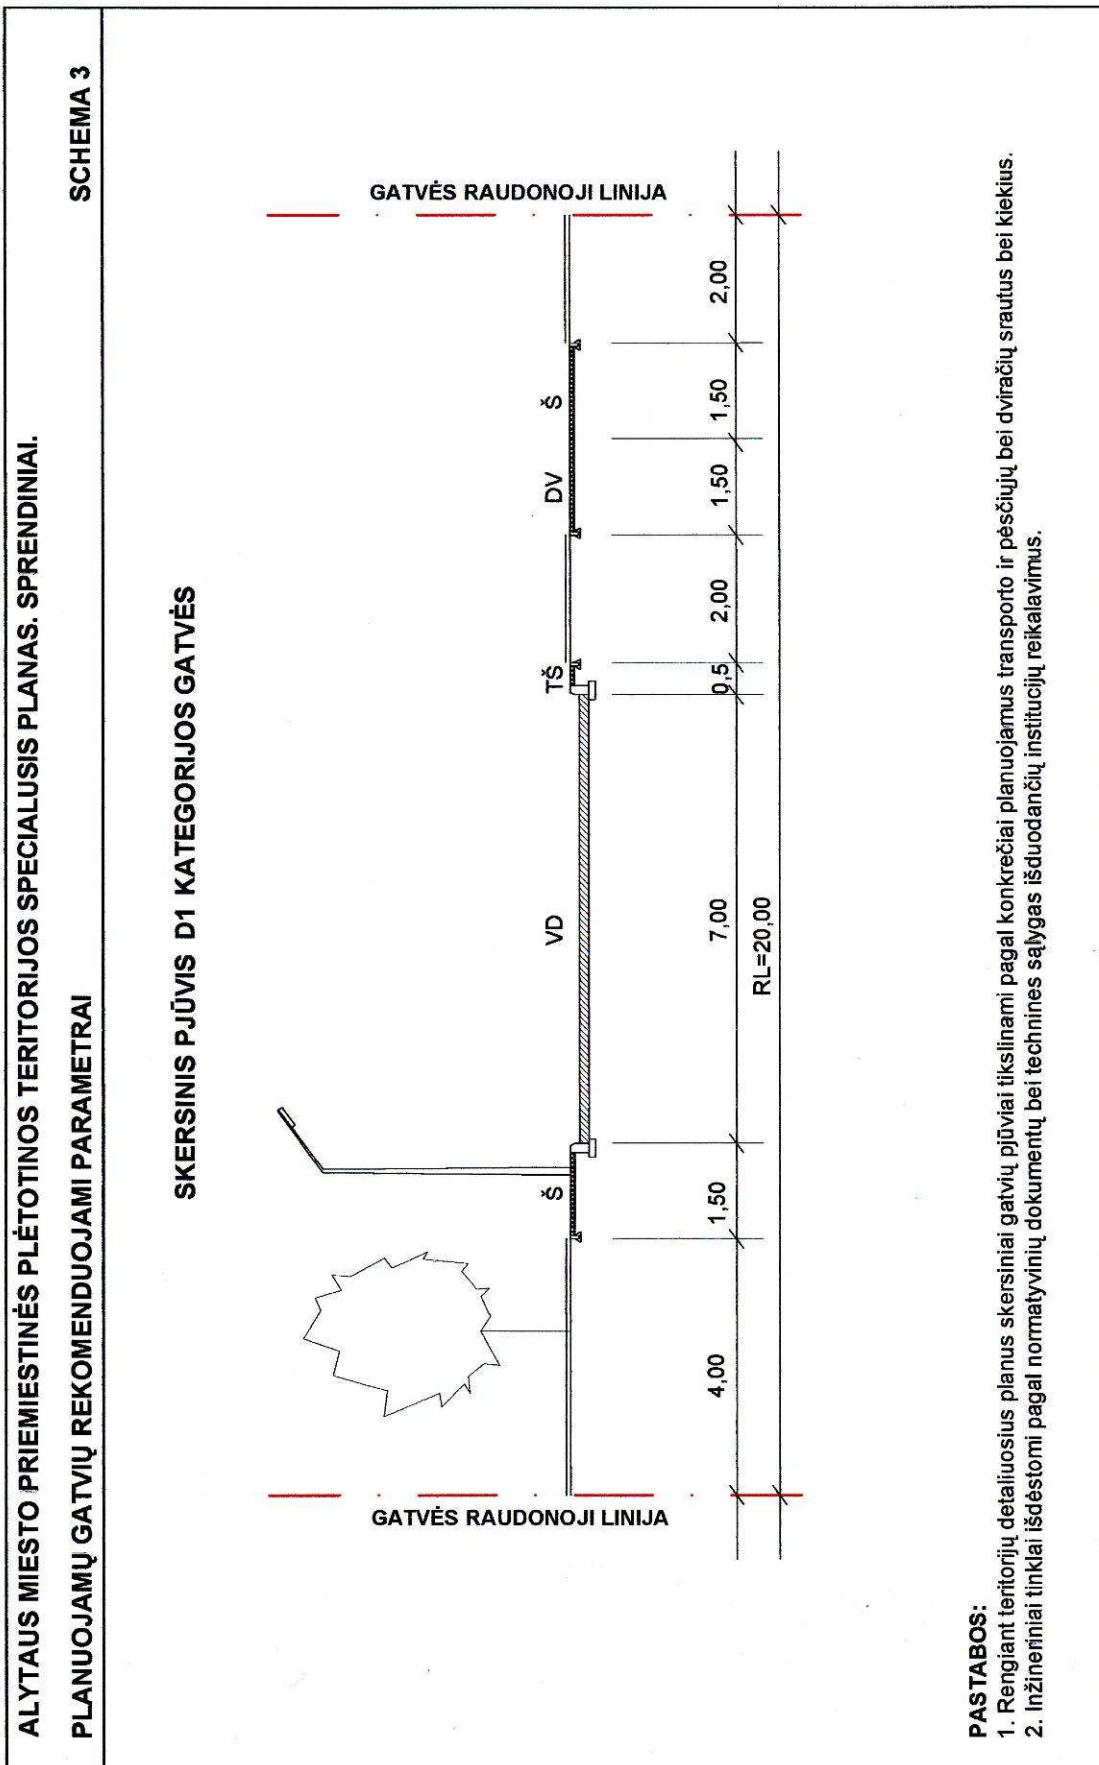 ALYTAUS MIESTO PRIEMIESTINĖS PLĖTOTINOS TERITORIJOS SPECIALUSIS PLANAS. SPRENDINIAI.
PLANUOJAMŲ GATVIŲ REKOMENDUOJAMI PARAMETRAI
SCHEMA 3
SKERSINIS PJŪVIS D1 KATEGORIJOS GATVĖS
GATVĖS RAUDONOJI LINIJA
GATVĖS RAUDONOJI LINIJA
Š
VD
TŠ
DV
Š
4,00
1,50
7,00
0,5
2,00
1,50
1,50
2,00
RL=20,00
PASTABOS:
1. Rengiant teritorijų detaliuosius planus skersiniai gatvių pjūviai tikslinami pagal konkrečiai planuojamus transporto ir pėsčiųjų bei dviračių srautus bei kiekius.
2. Inžineriniai tinklai išdėstomi pagal normatyvinių dokumentų bei technines sąlygas išduodančių institucijų reikalavimus.